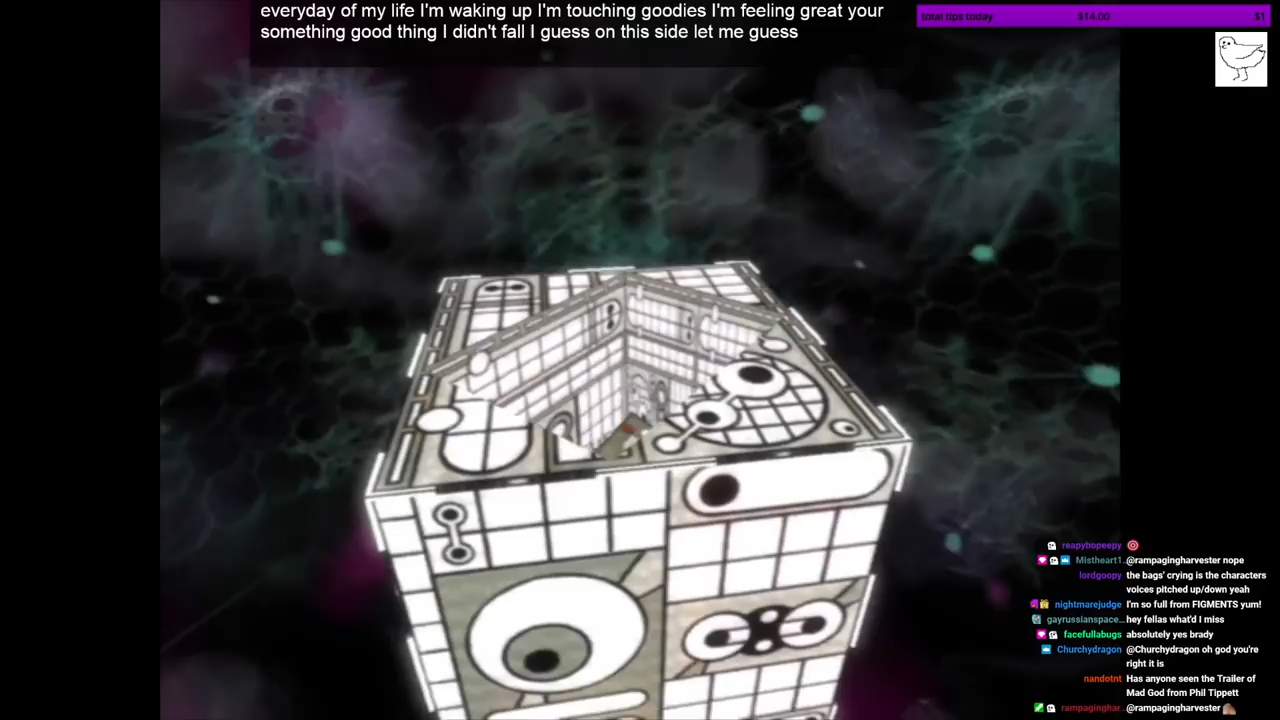 everyday of my life I'm waking up I'm touching goodies I'm feeling great your
something good thing I didn't fall I guess on this side let me guess
total tips today $14.00 $1
reapybopeepy
Mistheart1.. @rampagingharvester nope
lordgoopy the bags' crying is the characters
voices pitched up/down yeah
nightmarejudge I'm so full from FIGMENTS yum!
gayrussianspace... hey fellas what'd I miss
facefullabugs absolutely yes brady
Churchydragon @Churchydragon oh god you're
right it is
nandotnt Has anyone seen the Trailer of
Mad God from Phil Tippett
rampaginghar.. @rampagingharvester